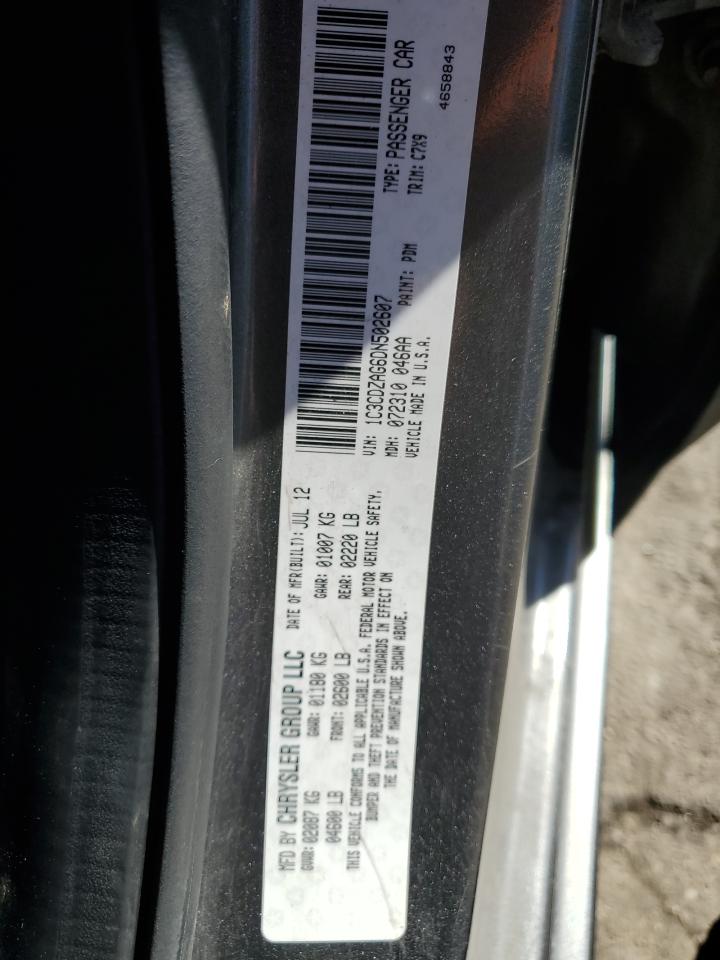 MFD BY CHRYSLER GROUP LLC DATE OF MFR(BUILT): JUL 12
GVWR: 02087 KG GAWR: 01180 KG GAWR: 01007 KG
04600 LB FRONT: 02600 LB REAR: 02220 LB
THIS VEHICLE CONFORMS TO ALL APPLICABLE U.S.A. FEDERAL MOTOR VEHICLE SAFETY,
BUMPER AND THEFT PREVENTION STANDARDS IN EFFECT ON
THE DATE OF MANUFACTURE SHOWN ABOVE.
VIN: 1C3CDZAG6DN502607 TYPE: PASSENGER CAR
MDH: 072310 046AA PAINT: PDM TRIM: C7X9
VEHICLE MADE IN U.S.A.
4658843